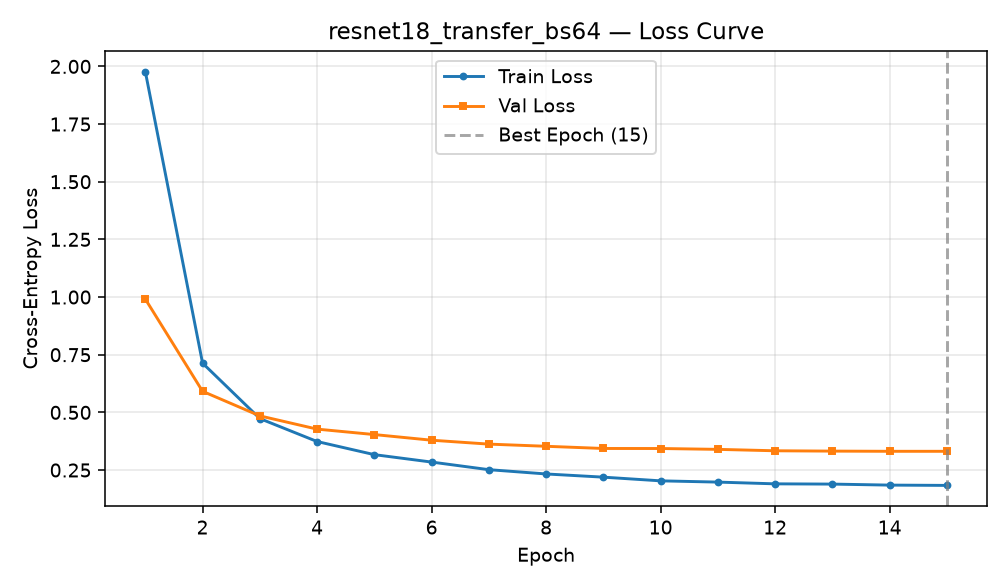 resnet18_transfer_bs64 — Loss Curve
Train Loss
Val Loss
Best Epoch (15)
Cross-Entropy Loss
2.00
1.75
1.50
1.25
1.00
0.75
0.50
0.25
2 4 6 8 10 12 14
Epoch